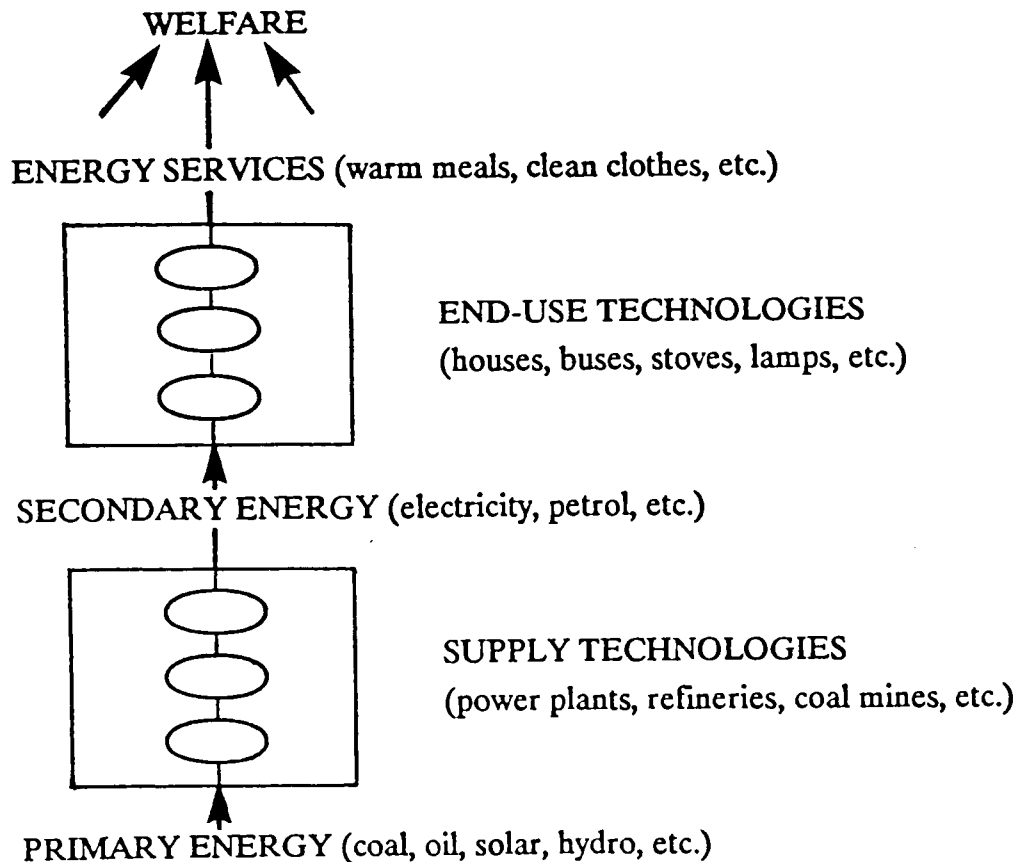 WELFARE
ENERGY SERVICES (warm meals, clean clothes, etc.)
END-USE TECHNOLOGIES
(houses, buses, stoves, lamps, etc.)
SECONDARY ENERGY (electricity, petrol, etc.)
SUPPLY TECHNOLOGIES
(power plants, refineries, coal mines, etc.)
PRIMARY ENERGY (coal, oil, solar, hydro, etc.)